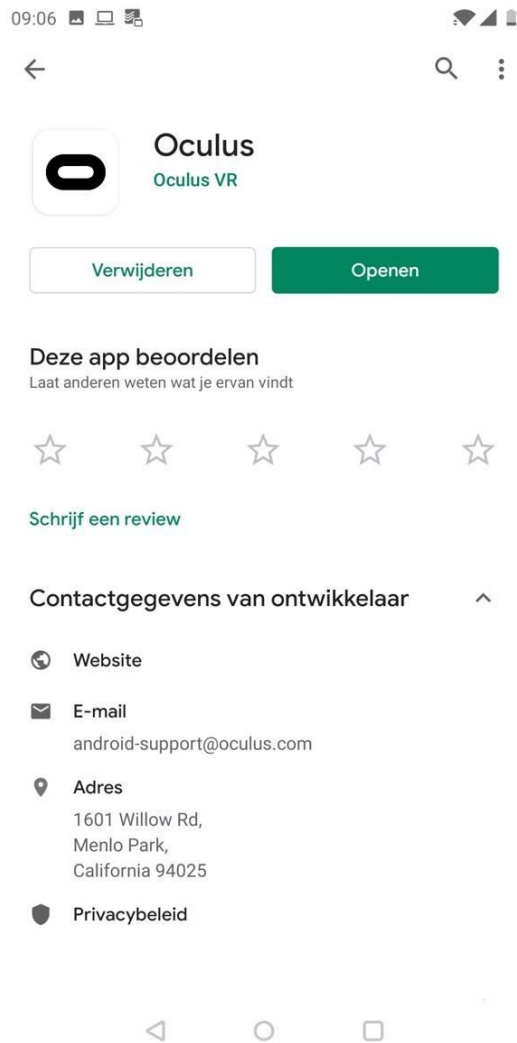 09:06
Oculus
Oculus VR
Verwijderen
Openen
Deze app beoordelen
Laat anderen weten wat je ervan vindt
Schrijf een review
Contactgegevens van ontwikkelaar
Website
E-mail
android-support@oculus.com
Adres
1601 Willow Rd,
Menlo Park,
California 94025
Privacybeleid